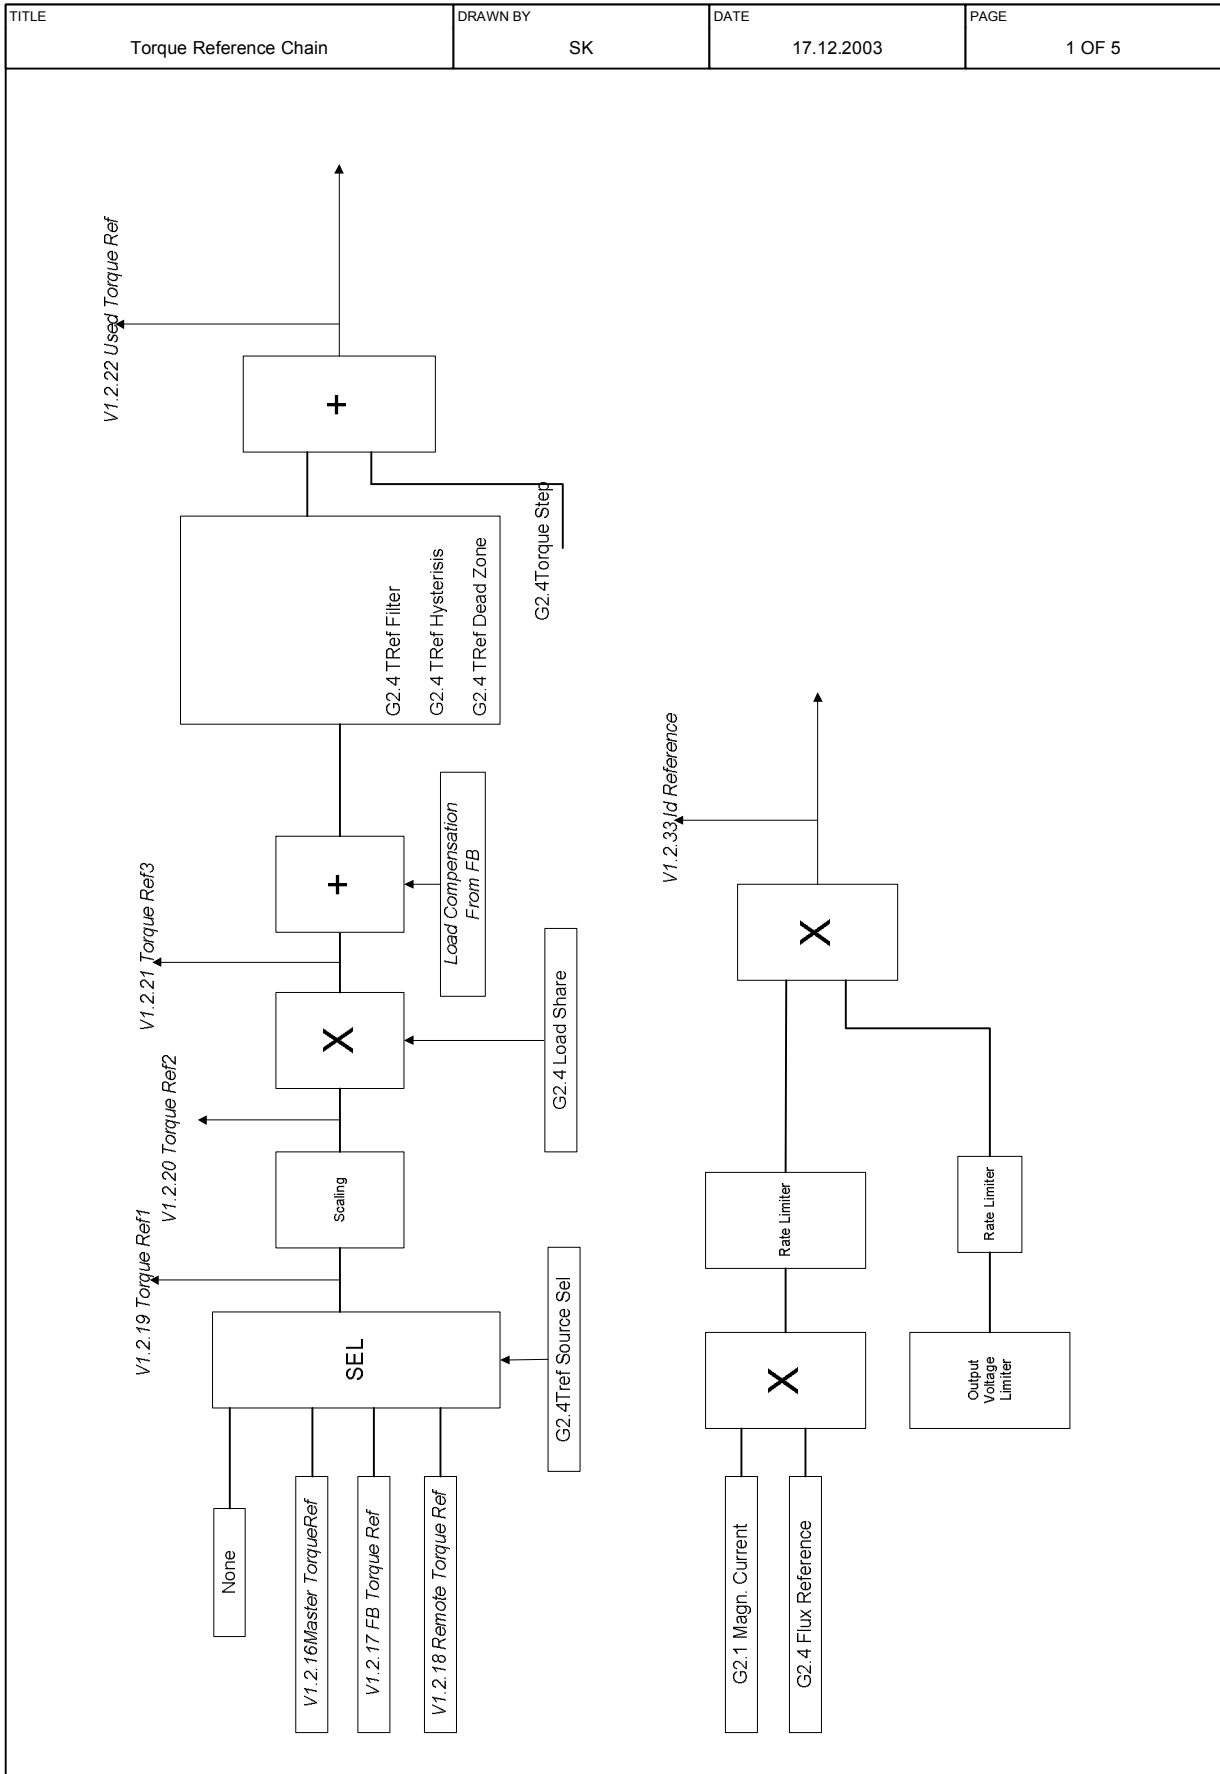 TITLE
Torque Reference Chain
DRAWN BY
SK
DATE
17.12.2003
PAGE
1 OF 5
V1.2.22 Used Torque Ref
+
G2.4Torque Step
G2.4 TRef Filter
G2.4 TRef Hysterisis
G2.4 TRef Dead Zone
V1.2.21 Torque Ref3
+
Load Compensation
From FB
V1.2.20 Torque Ref2
X
G2.4 Load Share
V1.2.19 Torque Ref1
Scaling
SEL
G2.4Tref Source Sel
None
V1.2.16Master TorqueRef
V1.2.17 FB Torque Ref
V1.2.18 Remote Torque Ref
V1.2.33 Id Reference
X
Rate Limiter
Rate Limiter
X
Output
Voltage
Limiter
G2.1 Magn. Current
G2.4 Flux Reference